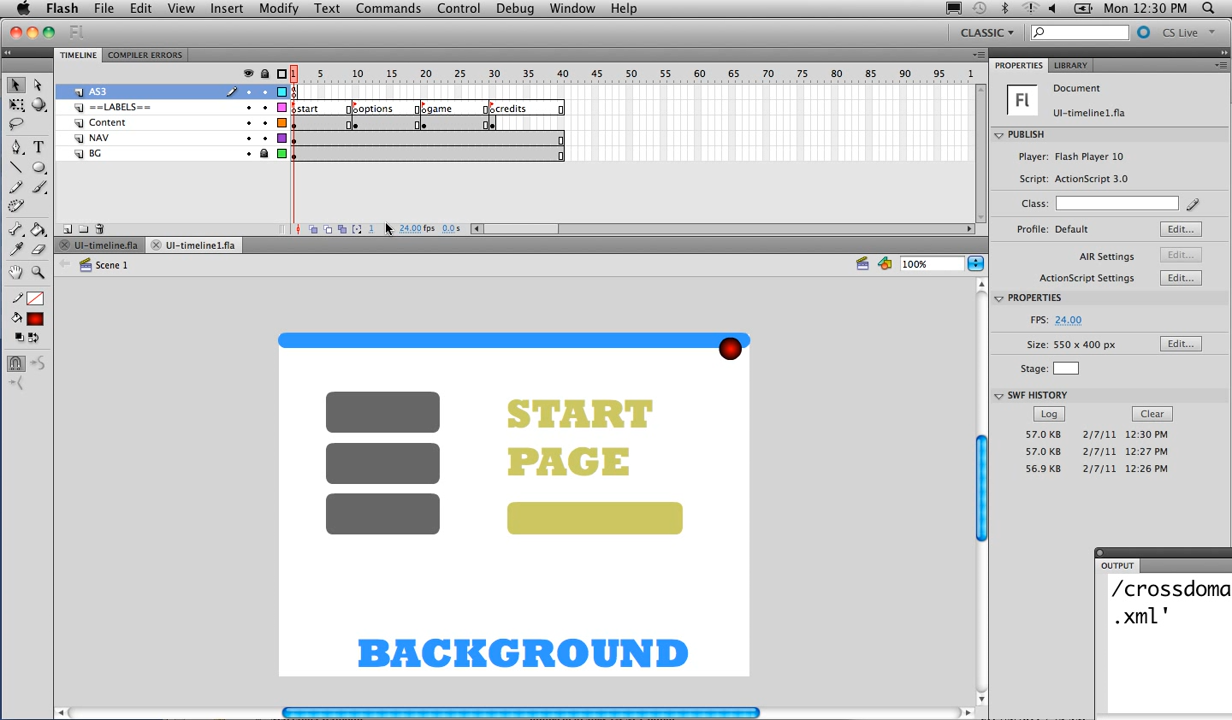 Flash File Edit View Insert Modify Text Commands Control Debug Window Help Mon 12:30 PM
Fl CLASSIC CS Live
TIMELINE COMPILER ERRORS
1 5 10 15 20 25 30 35 40 45 50 55 60 65 70 75 80 85 90 95 1
AS3
==LABELS== start options game credits
Content
NAV
BG
1 24.00 fps 0.0 s
UI-timeline.fla UI-timeline1.fla
Scene 1 100%
START
PAGE
BACKGROUND
PROPERTIES LIBRARY
Fl Document
UI-timeline1.fla
PUBLISH
Player: Flash Player 10
Script: ActionScript 3.0
Class:
Profile: Default Edit...
AIR Settings Edit...
ActionScript Settings Edit...
PROPERTIES
FPS: 24.00
Size: 550 x 400 px Edit...
Stage:
SWF HISTORY
Log Clear
57.0 KB 2/7/11 12:30 PM
57.0 KB 2/7/11 12:27 PM
56.9 KB 2/7/11 12:26 PM
OUTPUT
/crossdoma
.xml'